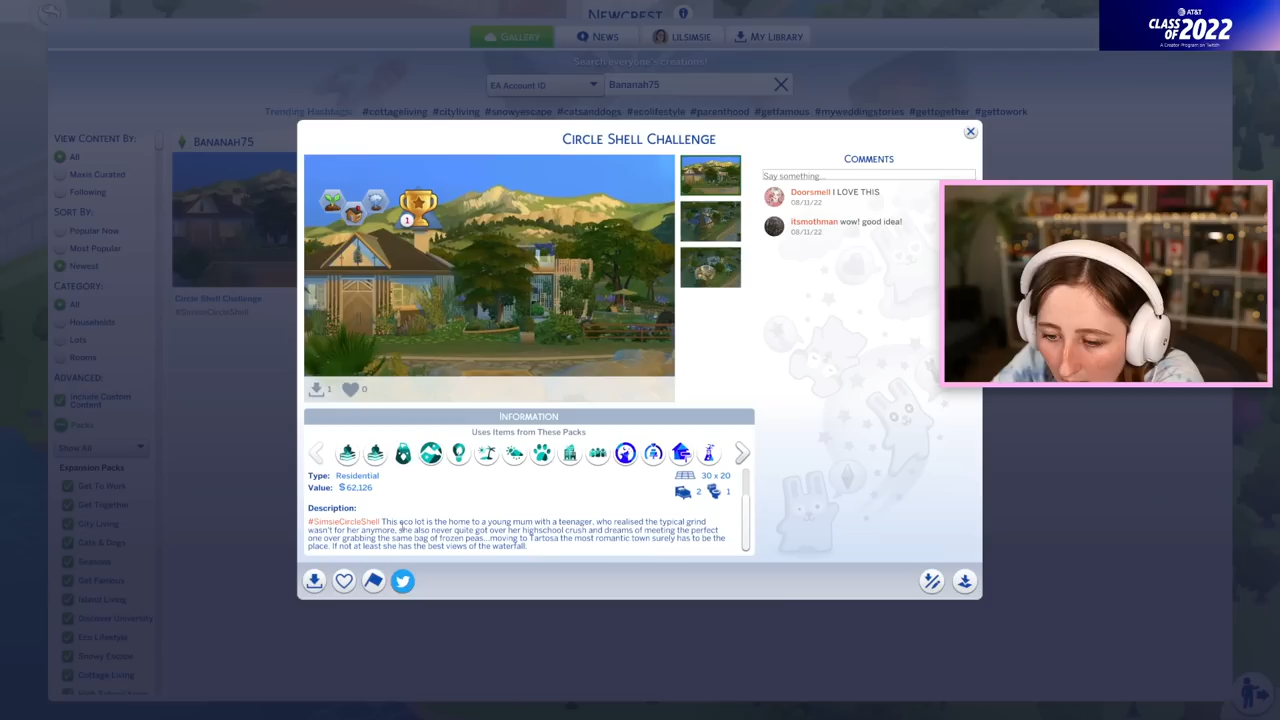 NEWCREST
AT&T
CLASS
OF 2022
A Creator Program on Twitch
GALLERY
NEWS
LILSIMSIE
MY LIBRARY
Search everyone's creations!
EA Account ID
Bananah75
Trending Hashtags:
#cottageliving #cityliving #snowyescape #catsanddogs #ecolifestyle #parenthood #getfamous #myweddingstories #gettogether #gettowork
VIEW CONTENT BY:
All
Maxis Curated
Following
SORT BY:
Popular Now
Most Popular
Newest
CATEGORY:
All
Households
Lots
Rooms
ADVANCED:
Include Custom
Content
Packs
Show All
Expansion Packs
Get To Work
Get Together
City Living
Cats & Dogs
Seasons
Get Famous
Island Living
Discover University
Eco Lifestyle
Snowy Escape
Cottage Living
BANANAH75
Circle Shell Challenge
#SimsieCircleShell
CIRCLE SHELL CHALLENGE
1
1
0
COMMENTS
Say something...
Doorsmell I LOVE THIS
08/11/22
itsmothman wow! good idea!
08/11/22
INFORMATION
Uses Items from These Packs
Type: Residential
Value: §62,126
30 x 20
2
1
Description:
#SimsieCircleShell This eco lot is the home to a young mum with a teenager, who realised the typical grind
wasn't for her anymore, she also never quite got over her highschool crush and dreams of meeting the perfect
one over grabbing the same bag of frozen peas...moving to Tartosa the most romantic town surely has to be the
place. If not at least she has the best views of the waterfall.